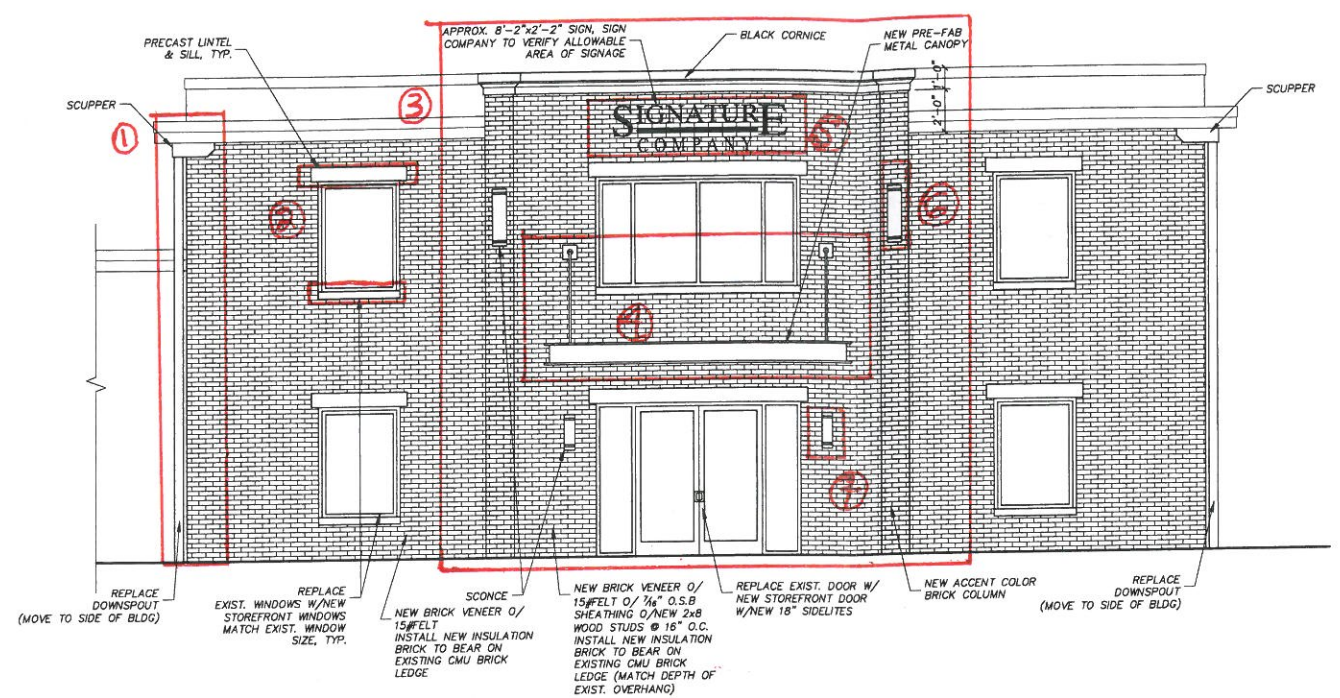 APPROX. 8'-2"x2'-2" SIGN, SIGN
COMPANY TO VERIFY ALLOWABLE
AREA OF SIGNAGE
BLACK CORNICE
NEW PRE-FAB
METAL CANOPY
PRECAST LINTEL
& SILL, TYP.
1'-0"
2'-0"
SCUPPER
SCUPPER
1
3
SIGNATURE
COMPANY
5
2
6
4
7
REPLACE
DOWNSPOUT
(MOVE TO SIDE OF BLDG)
REPLACE
EXIST. WINDOWS W/NEW
STOREFRONT WINDOWS
MATCH EXIST. WINDOW
SIZE, TYP.
NEW BRICK VENEER O/
15#FELT
INSTALL NEW INSULATION
BRICK TO BEAR ON
EXISTING CMU BRICK
LEDGE
SCONCE
NEW BRICK VENEER O/
15#FELT O/ 7/16" O.S.B
SHEATHING O/NEW 2x8
WOOD STUDS @ 16" O.C.
INSTALL NEW INSULATION
BRICK TO BEAR ON
EXISTING CMU BRICK
LEDGE (MATCH DEPTH OF
EXIST. OVERHANG)
REPLACE EXIST. DOOR W/
NEW STOREFRONT DOOR
W/NEW 18" SIDELITES
NEW ACCENT COLOR
BRICK COLUMN
REPLACE
DOWNSPOUT
(MOVE TO SIDE OF BLDG)